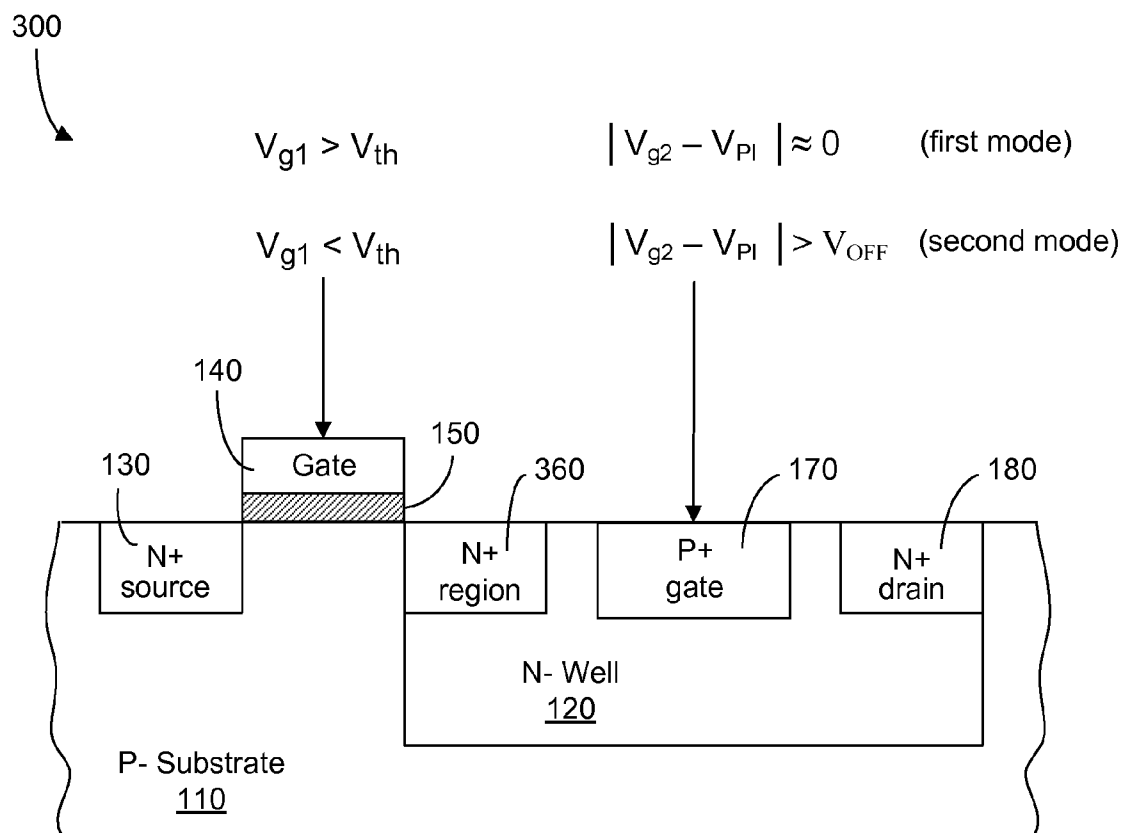 300
V_g1 > V_th
| V_g2 – V_PI | ≈ 0 (first mode)
V_g1 < V_th
| V_g2 – V_PI | > V_OFF (second mode)
140
150
130
360
170
180
Gate
N+
source
N+
region
P+
gate
N+
drain
N- Well
120
P- Substrate
110